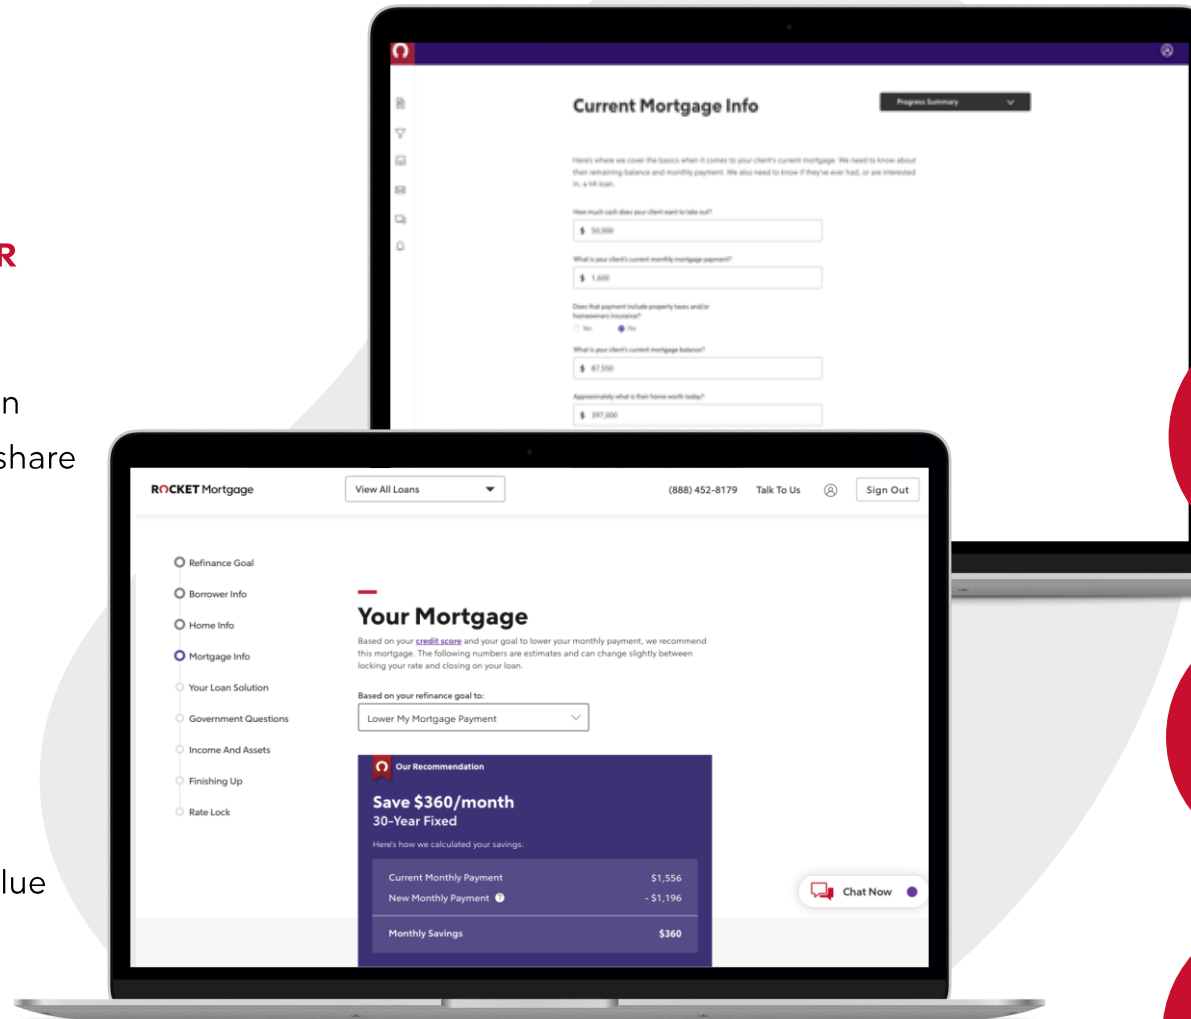 Current Mortgage Info
Progress Summary
Here's where we cover the basics when it comes to your client's current mortgage. We need to know about
their remaining balance and monthly payment. We also need to know if they've ever had, or are interested
in, a VA loan.
How much cash does your client want to take out?
$ 50,000
What is your client's current monthly mortgage payment?
$ 1,600
Does that payment include property taxes and/or
homeowners insurance?
Yes No
What is your client's current mortgage balance?
$ 87,550
Approximately what is their home worth today?
$ 397,000
R
n
share
lue
ROCKET Mortgage
View All Loans
(888) 452-8179 Talk To Us
Sign Out
Refinance Goal
Borrower Info
Home Info
Mortgage Info
Your Loan Solution
Government Questions
Income And Assets
Finishing Up
Rate Lock
Your Mortgage
Based on your credit score and your goal to lower your monthly payment, we recommend
this mortgage. The following numbers are estimates and can change slightly between
locking your rate and closing on your loan.
Based on your refinance goal to:
Lower My Mortgage Payment
Our Recommendation
Save $360/month
30-Year Fixed
Here's how we calculated your savings:
Current Monthly Payment $1,556
New Monthly Payment ? - $1,196
Monthly Savings $360
Chat Now